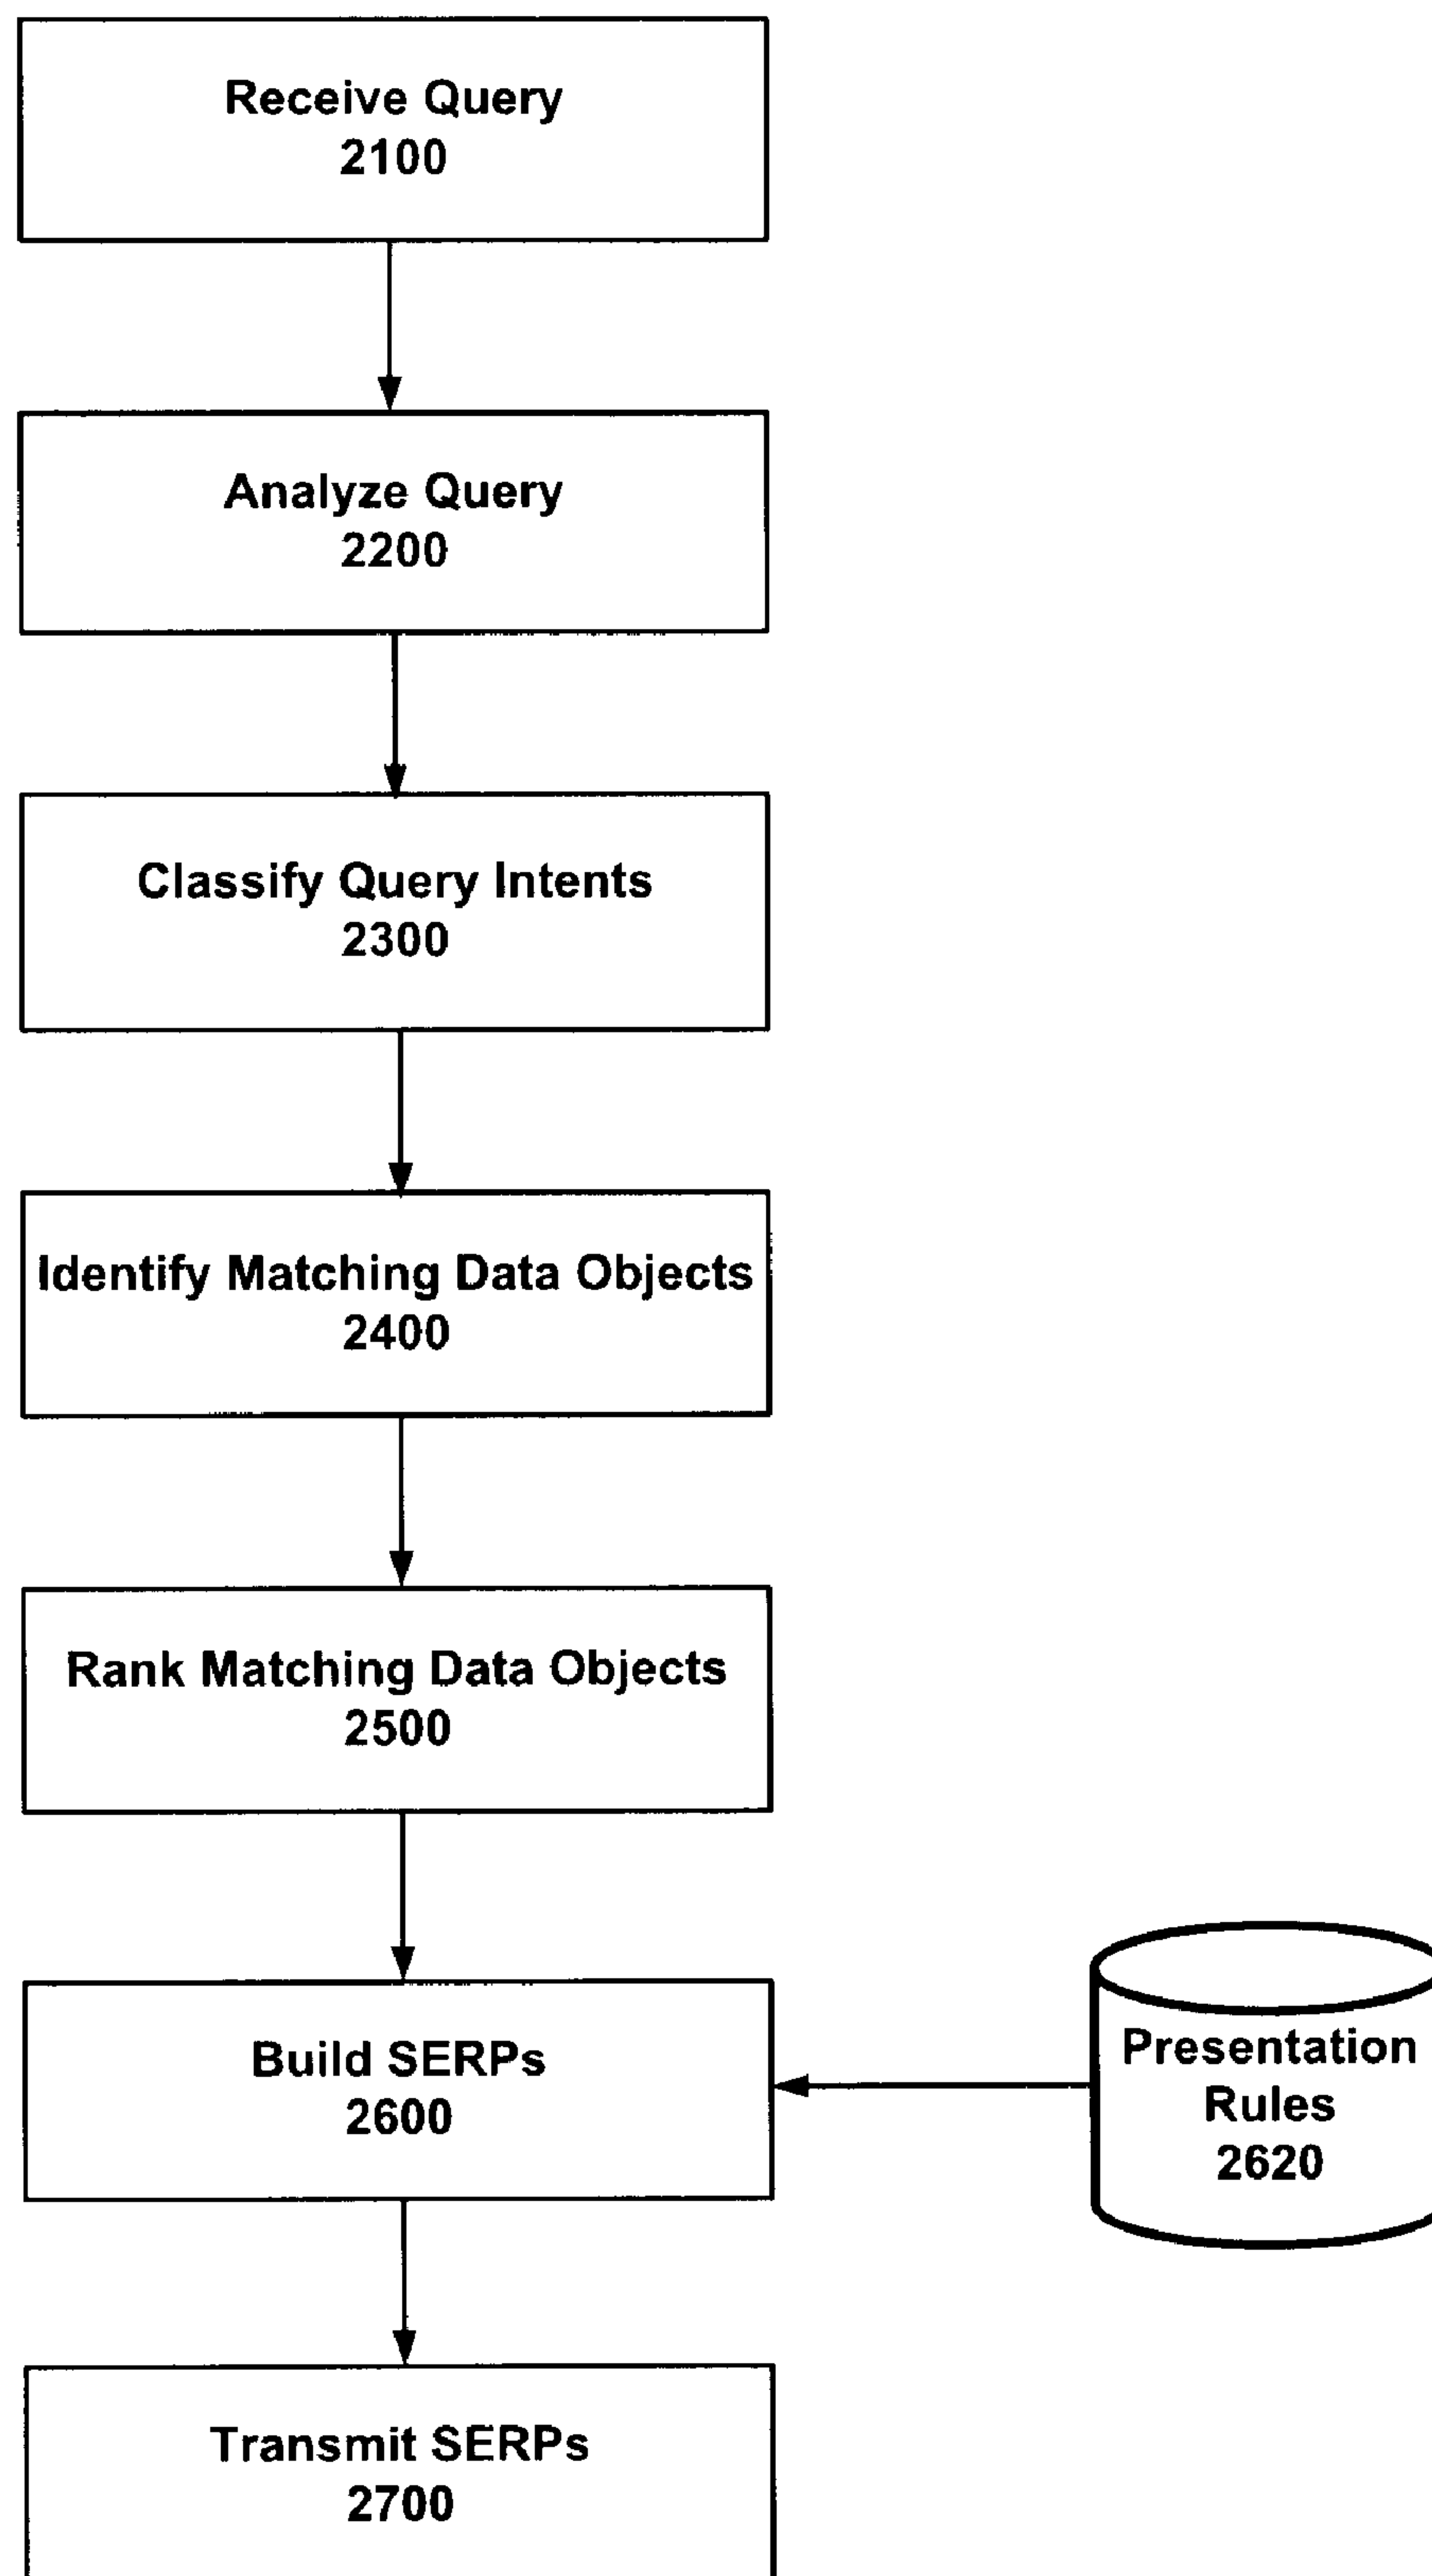 Receive Query
2100
Analyze Query
2200
Classify Query Intents
2300
Identify Matching Data Objects
2400
Rank Matching Data Objects
2500
Build SERPs
2600
Presentation
Rules
2620
Transmit SERPs
2700